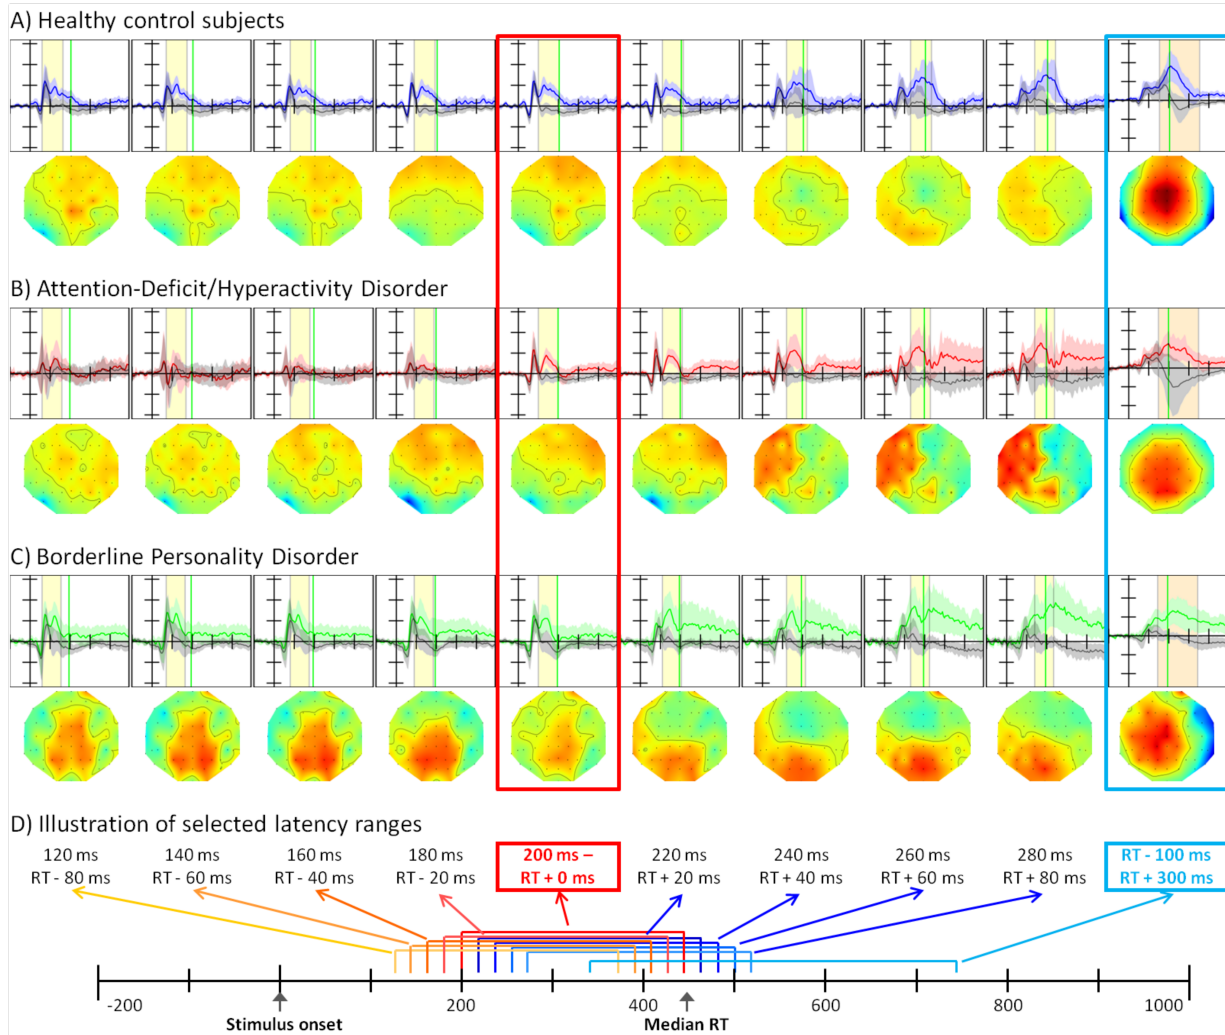 A) Healthy control subjects
B) Attention-Deficit/Hyperactivity Disorder
C) Borderline Personality Disorder
D) Illustration of selected latency ranges
120 ms 140 ms 160 ms 180 ms 200 ms – 220 ms 240 ms 260 ms 280 ms RT - 100 ms
RT - 80 ms RT - 60 ms RT - 40 ms RT - 20 ms RT + 0 ms RT + 20 ms RT + 40 ms RT + 60 ms RT + 80 ms RT + 300 ms
-200 200 400 600 800 1000
Stimulus onset Median RT